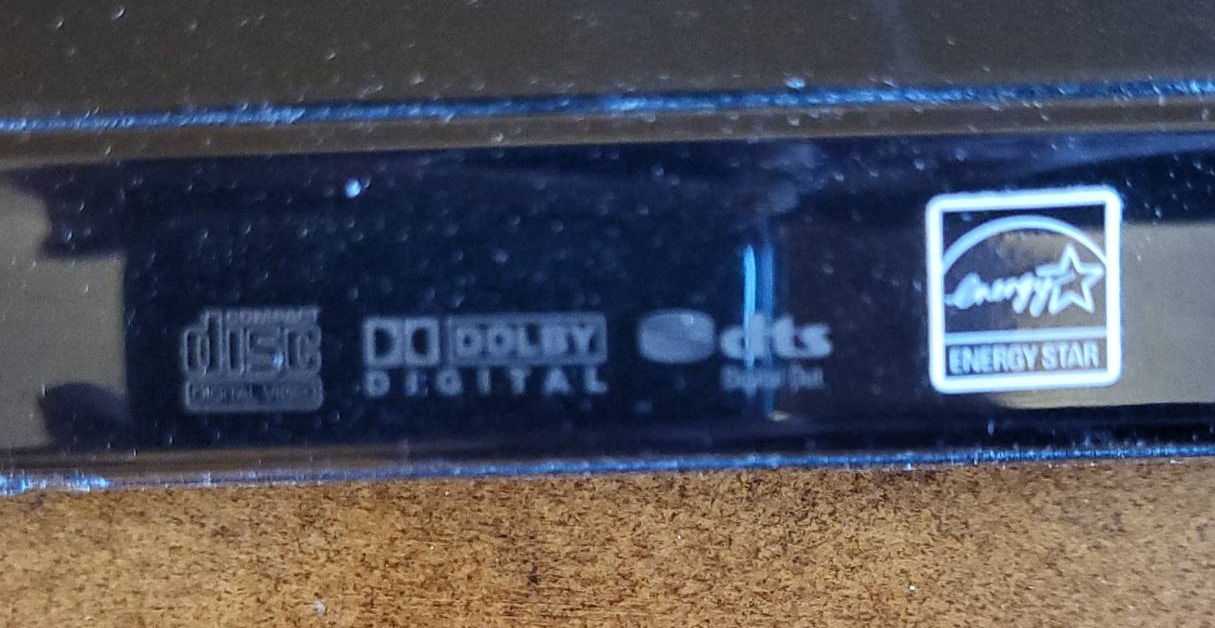 COMPACT
disc
DIGITAL VIDEO
DOLBY
DIGITAL
dts
Digital Out
energy
ENERGY STAR